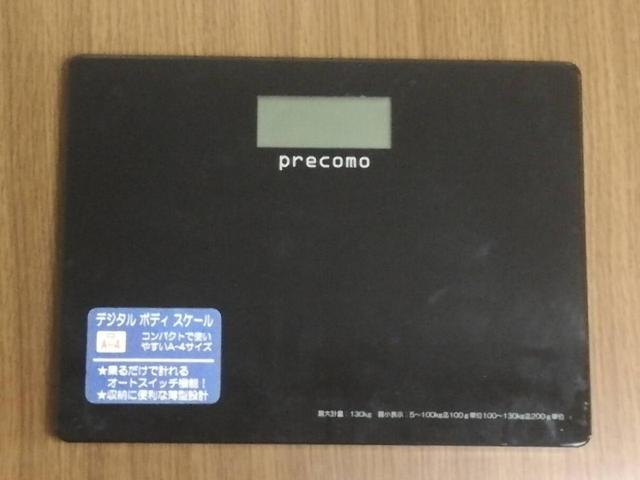 precomo
デジタル ボディ スケール
A-4
コンパクトで使い
やすいA-4サイズ
★乗るだけで計れる
オートスイッチ機能!
★収納に便利な薄型設計
最大計量:130kg 最小表示:5~100kg迄100g単位100~130kg迄200g単位